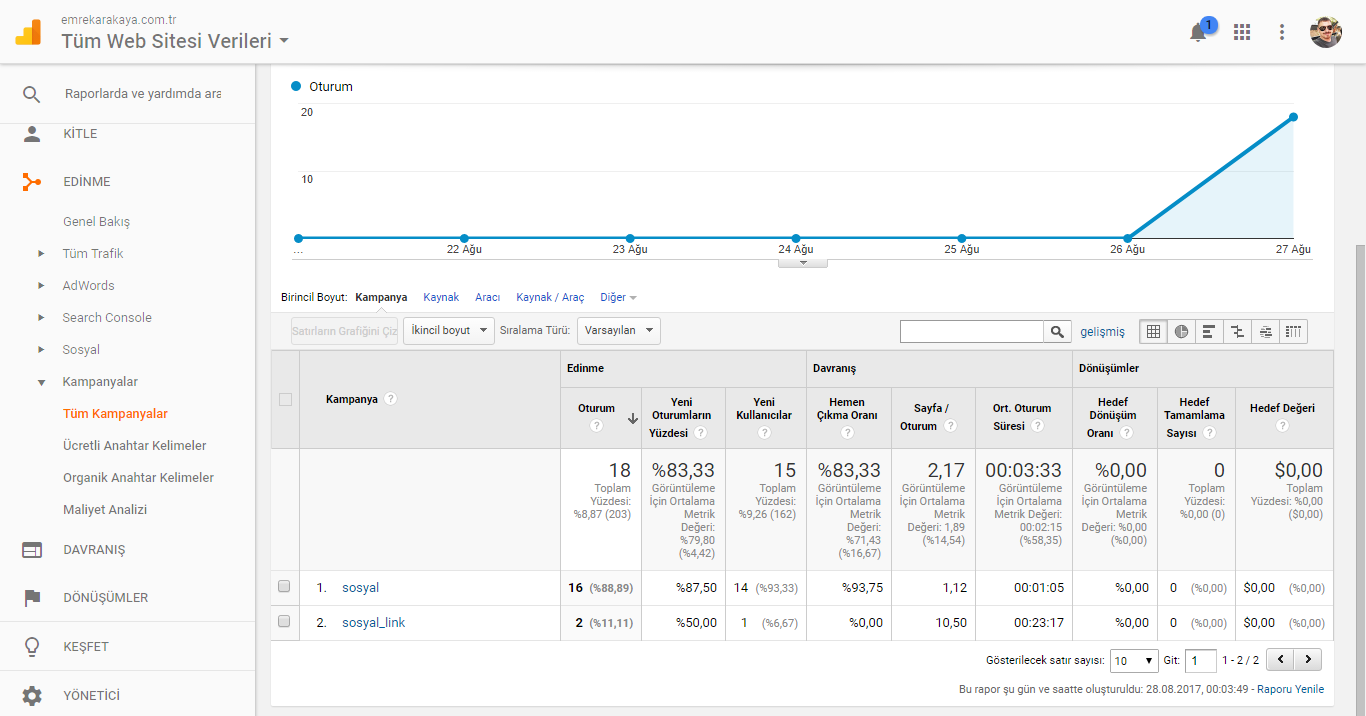 emrekarakaya.com.tr
Tüm Web Sitesi Verileri
1
Raporlarda ve yardımda ara
KİTLE
EDİNME
Genel Bakış
Tüm Trafik
AdWords
Search Console
Sosyal
Kampanyalar
Tüm Kampanyalar
Ücretli Anahtar Kelimeler
Organik Anahtar Kelimeler
Maliyet Analizi
DAVRANIŞ
DÖNÜŞÜMLER
KEŞFET
YÖNETİCİ
Oturum
20
10
... 22 Ağu 23 Ağu 24 Ağu 25 Ağu 26 Ağu 27 Ağu
Birincil Boyut: Kampanya Kaynak Aracı Kaynak / Araç Diğer
Satırların Grafiğini Çiz İkincil boyut Sıralama Türü: Varsayılan gelişmiş
Kampanya ?
Edinme Davranış Dönüşümler
Oturum
?
Yeni
Oturumların
Yüzdesi ?
Yeni
Kullanıcılar
?
Hemen
Çıkma Oranı
?
Sayfa /
Oturum ?
Ort. Oturum
Süresi ?
Hedef
Dönüşüm
Oranı ?
Hedef
Tamamlama
Sayısı ?
Hedef Değeri
?
18
Toplam
Yüzdesi:
%8,87 (203)
%83,33
Görüntüleme
İçin Ortalama
Metrik
Değeri:
%79,80
(%4,42)
15
Toplam
Yüzdesi:
%9,26 (162)
%83,33
Görüntüleme
İçin Ortalama
Metrik
Değeri:
%71,43
(%16,67)
2,17
Görüntüleme
İçin Ortalama
Metrik
Değeri: 1,89
(%14,54)
00:03:33
Görüntüleme
İçin Ortalama
Metrik Değeri:
00:02:15
(%58,35)
%0,00
Görüntüleme
İçin Ortalama
Metrik
Değeri: %0,00
(%0,00)
0
Toplam
Yüzdesi:
%0,00 (0)
$0,00
Toplam
Yüzdesi: %0,00
($0,00)
1. sosyal 16 (%88,89) %87,50 14 (%93,33) %93,75 1,12 00:01:05 %0,00 0 (%0,00) $0,00 (%0,00)
2. sosyal_link 2 (%11,11) %50,00 1 (%6,67) %0,00 10,50 00:23:17 %0,00 0 (%0,00) $0,00 (%0,00)
Gösterilecek satır sayısı: 10 Git: 1 1 - 2 / 2
Bu rapor şu gün ve saatte oluşturuldu: 28.08.2017, 00:03:49 - Raporu Yenile